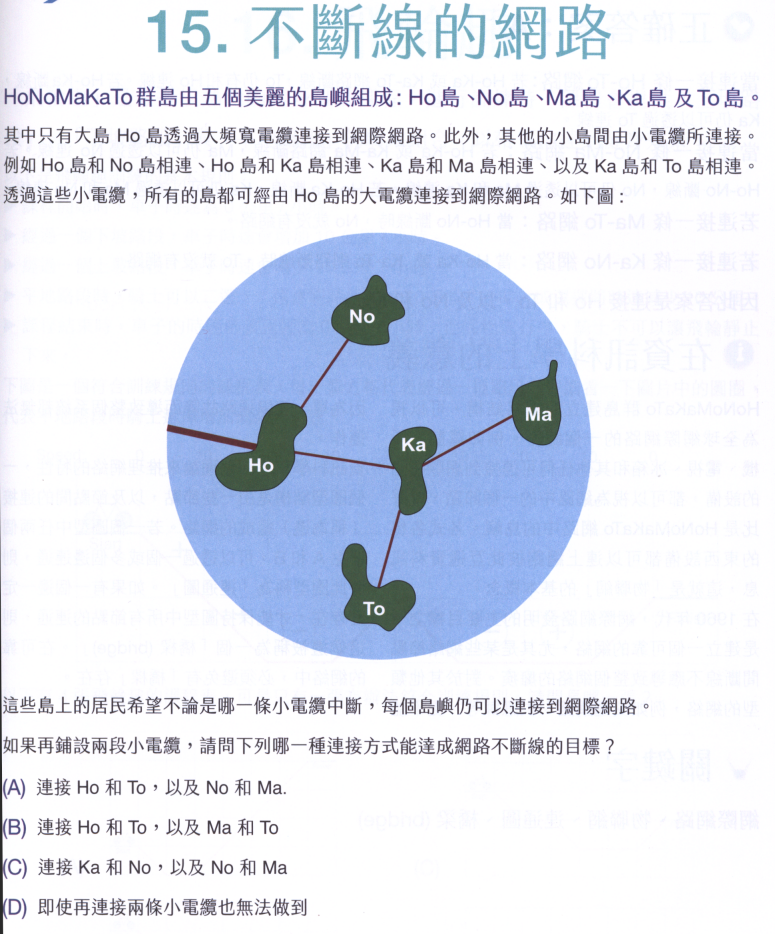 15. 不斷線的網路
HoNoMaKaTo 群島由五個美麗的島嶼組成: Ho 島、No 島、Ma 島、Ka 島 及 To 島。
其中只有大島 Ho 島透過大頻寬電纜連接到網際網路。此外，其他的小島間由小電纜所連接。
例如 Ho 島和 No 島相連、Ho 島和 Ka 島相連、Ka 島和 Ma 島相連、以及 Ka 島和 To 島相連。
透過這些小電纜，所有的島都可經由 Ho 島的大電纜連接到網際網路。如下圖 :
No
Ma
Ka
Ho
To
這些島上的居民希望不論是哪一條小電纜中斷，每個島嶼仍可以連接到網際網路。
如果再鋪設兩段小電纜，請問下列哪一種連接方式能達成網路不斷線的目標？
(A) 連接 Ho 和 To，以及 No 和 Ma.
(B) 連接 Ho 和 To，以及 Ma 和 To
(C) 連接 Ka 和 No，以及 No 和 Ma
(D) 即使再連接兩條小電纜也無法做到